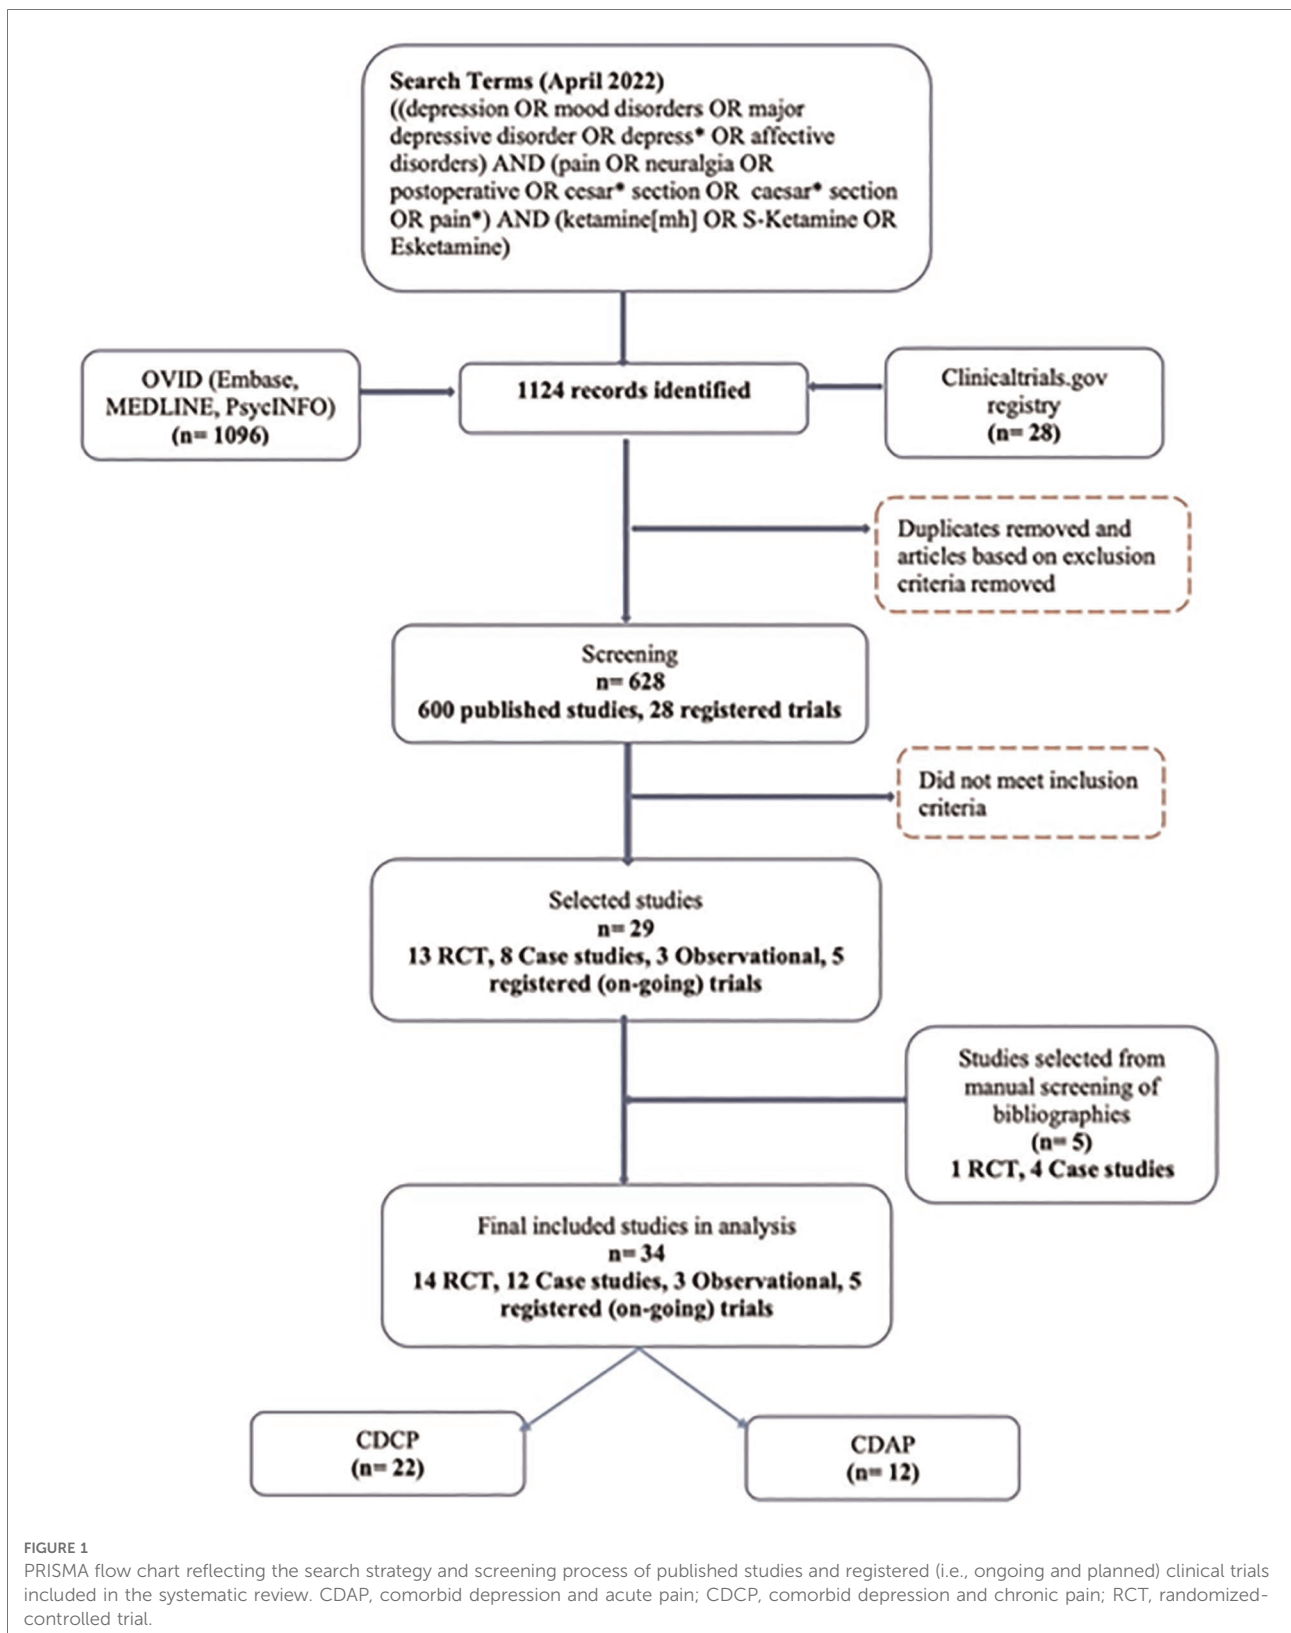 Search Terms (April 2022)
((depression OR mood disorders OR major
depressive disorder OR depress* OR affective
disorders) AND (pain OR neuralgia OR
postoperative OR cesar* section OR caesar* section
OR pain*) AND (ketamine[mh] OR S-Ketamine OR
Esketamine)
OVID (Embase,
MEDLINE, PsycINFO)
(n= 1096)
1124 records identified
Clinicaltrials.gov
registry
(n= 28)
Duplicates removed and
articles based on exclusion
criteria removed
Screening
n= 628
600 published studies, 28 registered trials
Did not meet inclusion
criteria
Selected studies
n= 29
13 RCT, 8 Case studies, 3 Observational, 5
registered (on-going) trials
Studies selected from
manual screening of
bibliographies
(n= 5)
1 RCT, 4 Case studies
Final included studies in analysis
n= 34
14 RCT, 12 Case studies, 3 Observational, 5
registered (on-going) trials
CDCP
(n= 22)
CDAP
(n= 12)
FIGURE 1
PRISMA flow chart reflecting the search strategy and screening process of published studies and registered (i.e., ongoing and planned) clinical trials
included in the systematic review. CDAP, comorbid depression and acute pain; CDCP, comorbid depression and chronic pain; RCT, randomized-
controlled trial.